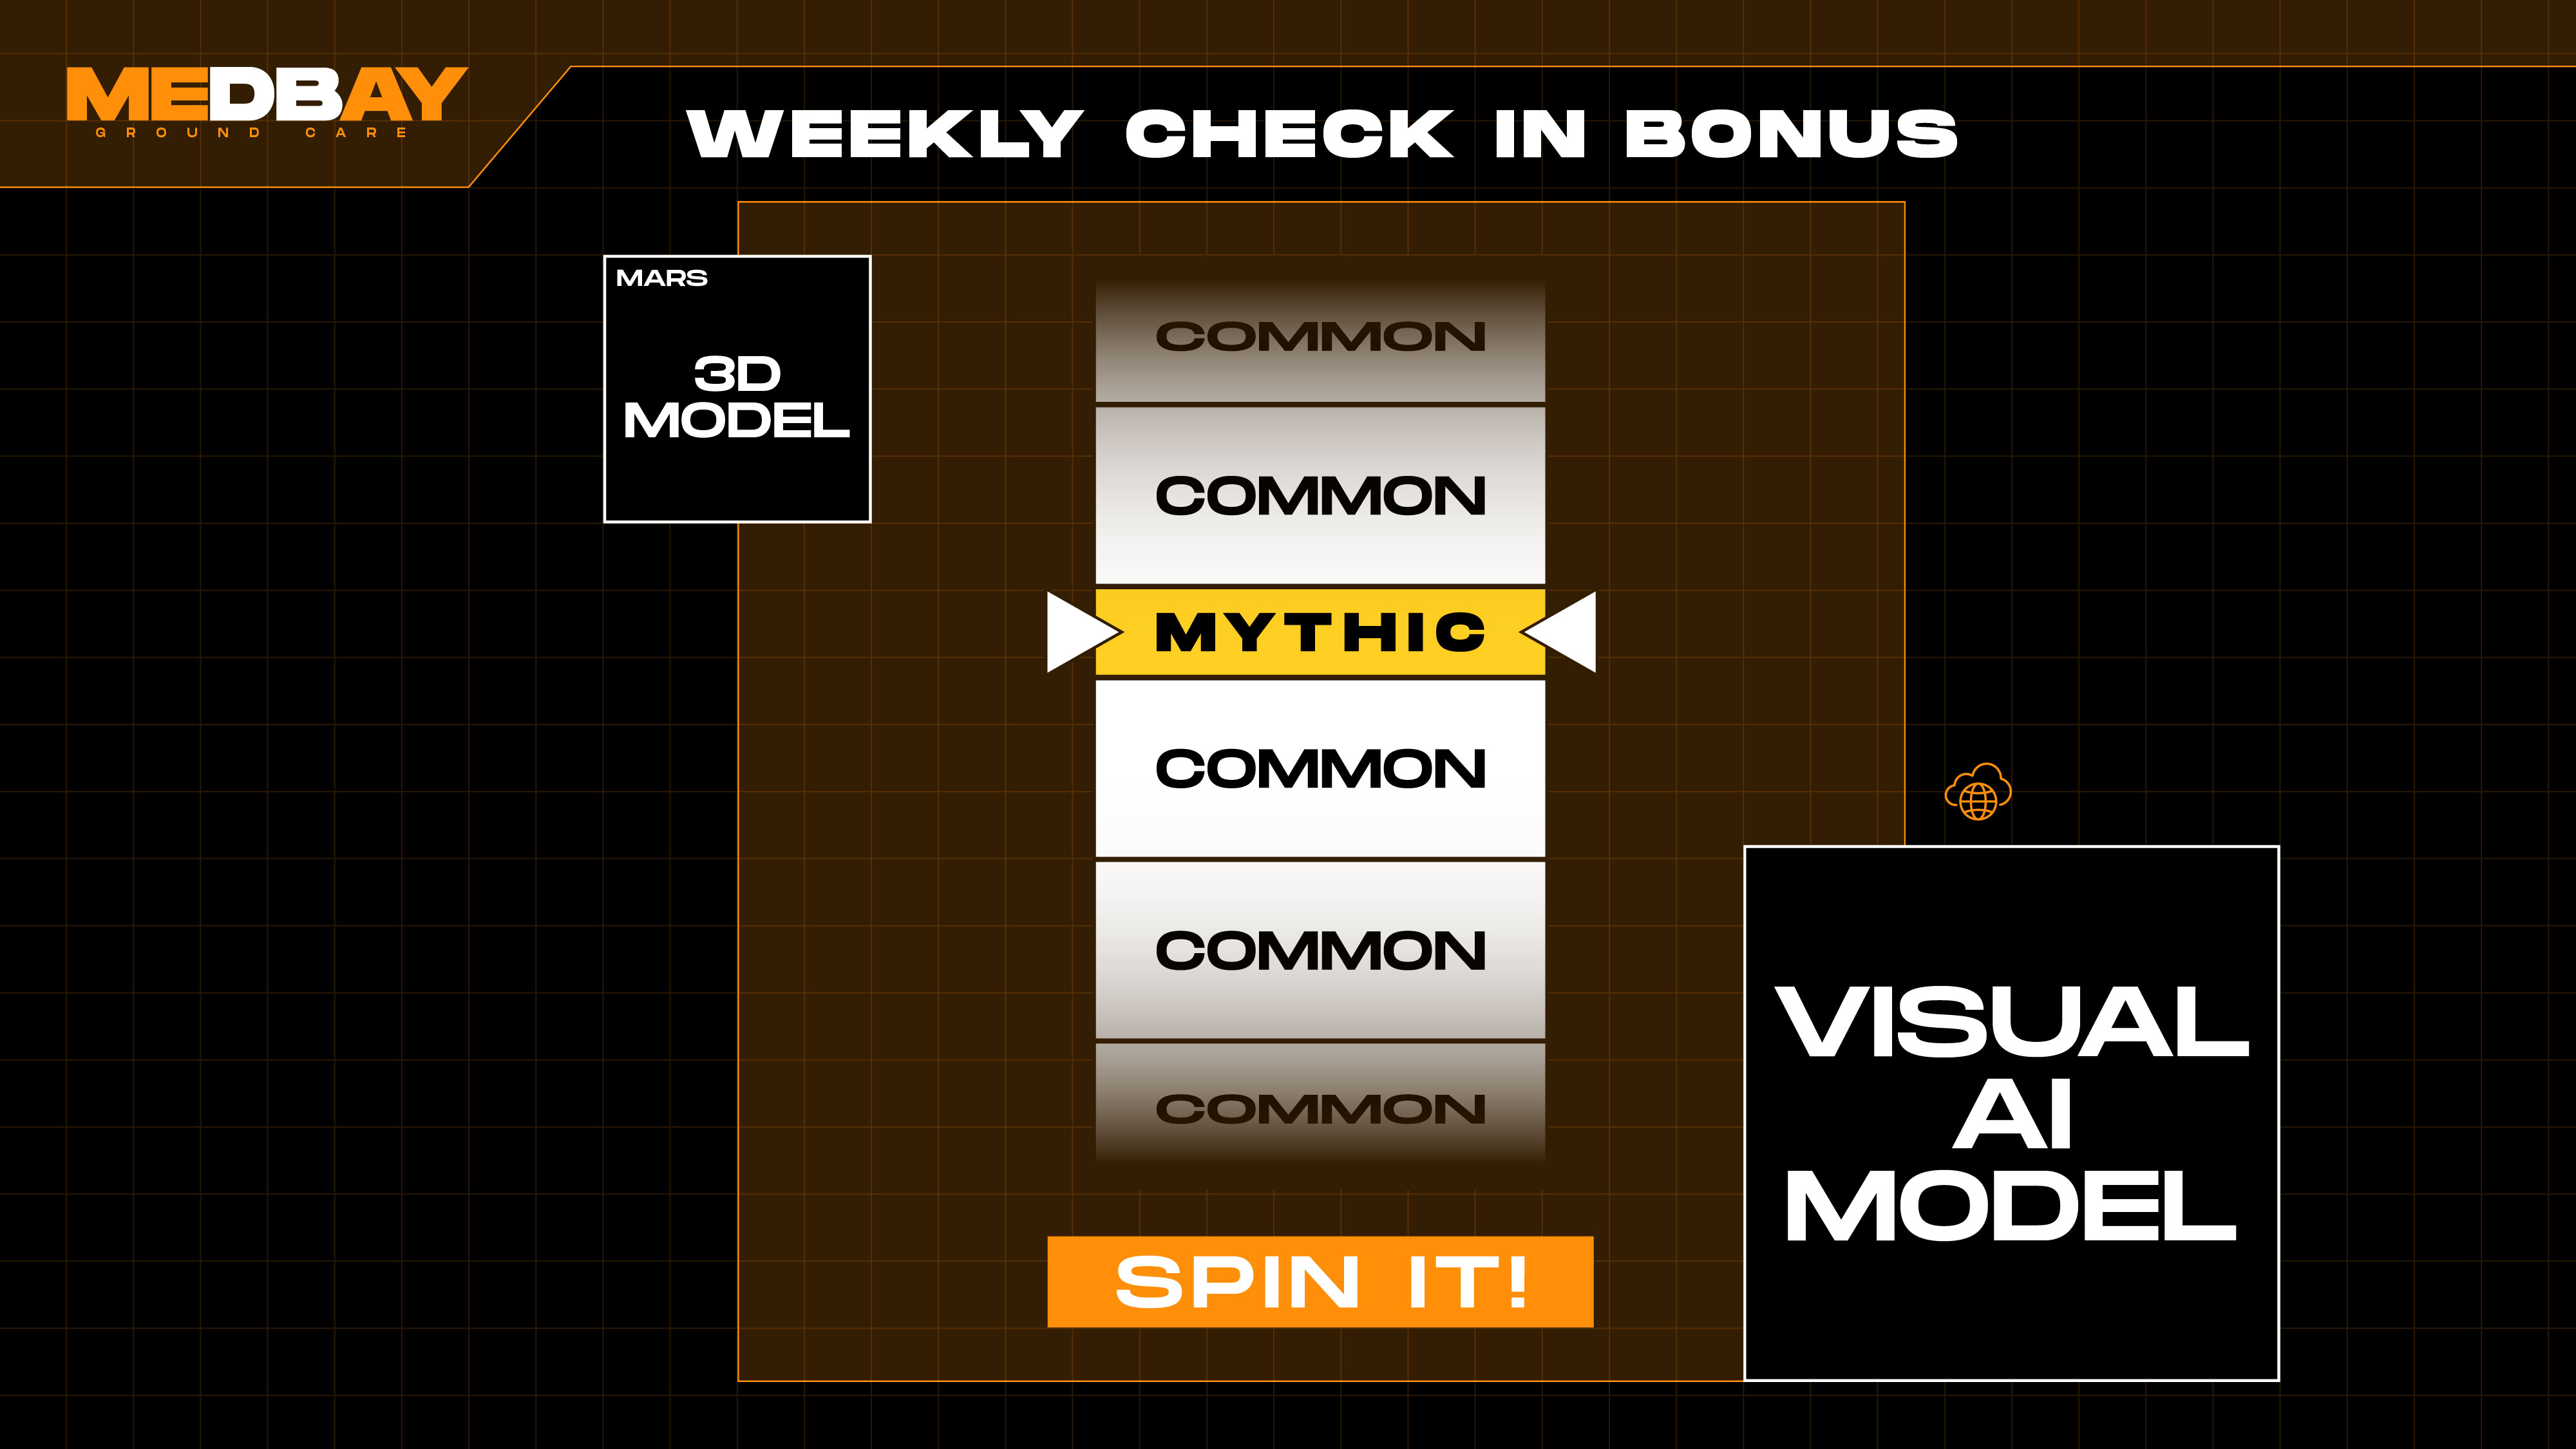 MEDBAY
GROUND CARE
WEEKLY CHECK IN BONUS
MARS
3D
MODEL
COMMON
COMMON
MYTHIC
COMMON
COMMON
COMMON
SPIN IT!
VISUAL
AI
MODEL